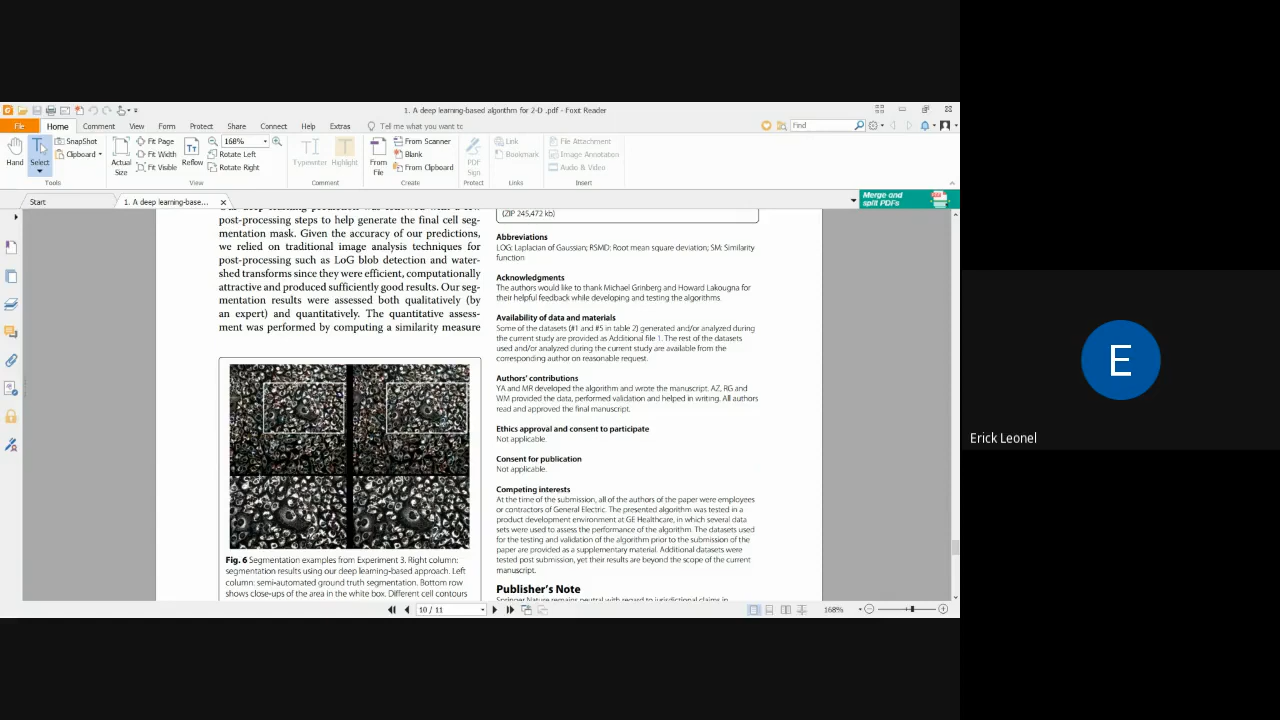 1. A deep learning-based algorithm for 2-D .pdf - Foxit Reader
File Home Comment View Form Protect Share Connect Help Extras Tell me what you want tc
Find
Hand
Select
SnapShot
Clipboard
Tools
Actual Size
Fit Page
Fit Width
Fit Visible
Reflow
168%
Rotate Left
Rotate Right
View
Typewriter
Highlight
Comment
From File
From Scanner
Blank
From Clipboard
Create
PDF Sign
Protect
Link
Bookmark
Links
File Attachment
Image Annotation
Audio & Video
Insert
Start
1. A deep learning-base...
Merge and
split PDFs
post-processing steps to help generate the final cell seg-
mentation mask. Given the accuracy of our predictions,
we relied on traditional image analysis techniques for
post-processing such as LoG blob detection and water-
shed transforms since they were efficient, computationally
attractive and produced sufficiently good results. Our seg-
mentation results were assessed both qualitatively (by
an expert) and quantitatively. The quantitative assess-
ment was performed by computing a similarity measure
Fig. 6 Segmentation examples from Experiment 3. Right column:
segmentation results using our deep learning-based approach. Left
column: semi-automated ground truth segmentation. Bottom row
shows close-ups of the area in the white box. Different cell contours
(ZIP 245,472 kb)
Abbreviations
LOG: Laplacian of Gaussian; RSMD: Root mean square deviation; SM: Similarity
function
Acknowledgments
The authors would like to thank Michael Grinberg and Howard Lakougna for
their helpful feedback while developing and testing the algorithms.
Availability of data and materials
Some of the datasets (#1 and #5 in table 2) generated and/or analyzed during
the current study are provided as Additional file 1. The rest of the datasets
used and/or analyzed during the current study are available from the
corresponding author on reasonable request.
Authors' contributions
YA and MR developed the algorithm and wrote the manuscript. AZ, RG and
WM provided the data, performed validation and helped in writing. All authors
read and approved the final manuscript.
Ethics approval and consent to participate
Not applicable.
Consent for publication
Not applicable.
Competing interests
At the time of the submission, all of the authors of the paper were employees
or contractors of General Electric. The presented algorithm was tested in a
product development environment at GE Healthcare, in which several data
sets were used to assess the performance of the algorithm. The datasets used
for the testing and validation of the algorithm prior to the submission of the
paper are provided as a supplementary material. Additional datasets were
tested post submission, yet their results are beyond the scope of the current
manuscript.
Publisher's Note
Springer Nature remains neutral with regard to jurisdictional claims in
10 / 11
168%
E
Erick Leonel